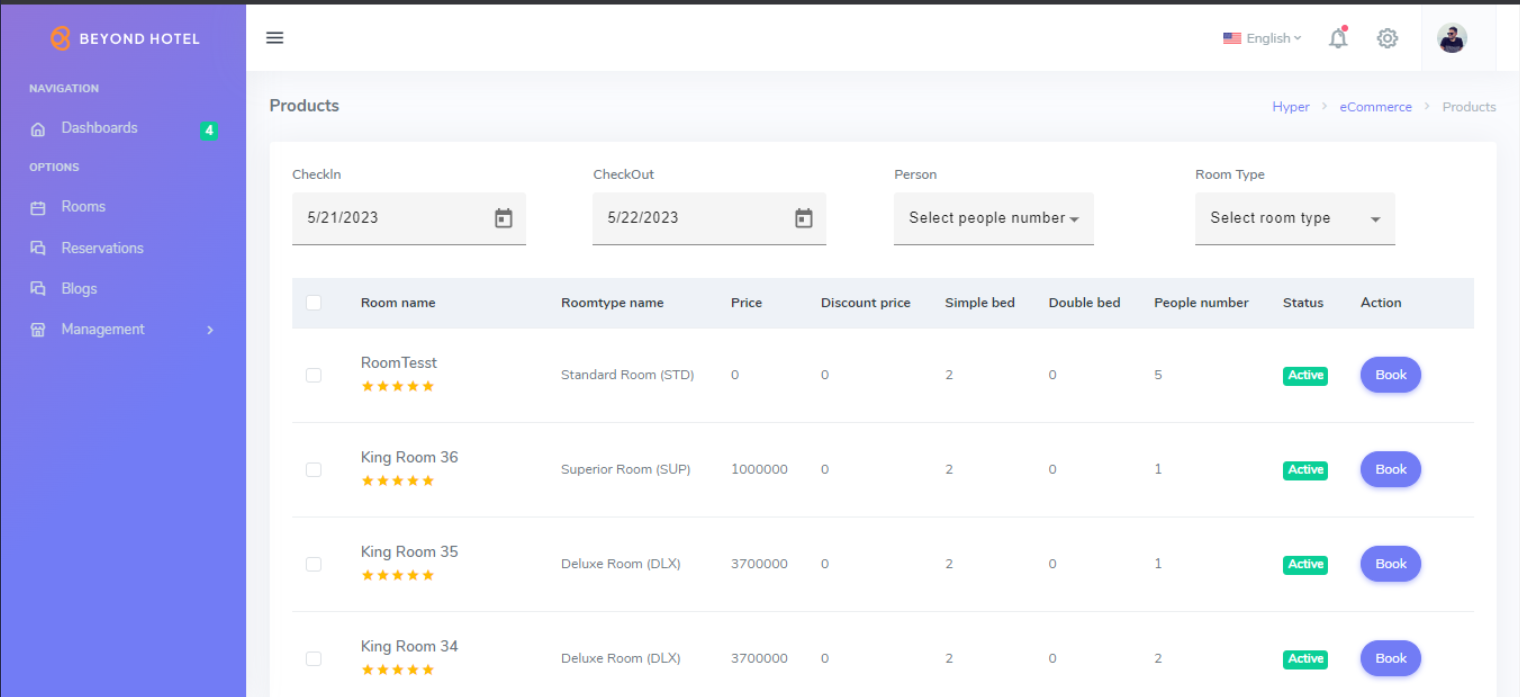 BEYOND HOTEL
English
NAVIGATION
Dashboards 4
OPTIONS
Rooms
Reservations
Blogs
Management
Products
Hyper > eCommerce > Products
CheckIn CheckOut Person Room Type
5/21/2023 5/22/2023 Select people number Select room type
Room name Roomtype name Price Discount price Simple bed Double bed People number Status Action
RoomTesst Standard Room (STD) 0 0 2 0 5 Active Book
King Room 36 Superior Room (SUP) 1000000 0 2 0 1 Active Book
King Room 35 Deluxe Room (DLX) 3700000 0 2 0 1 Active Book
King Room 34 Deluxe Room (DLX) 3700000 0 2 0 2 Active Book